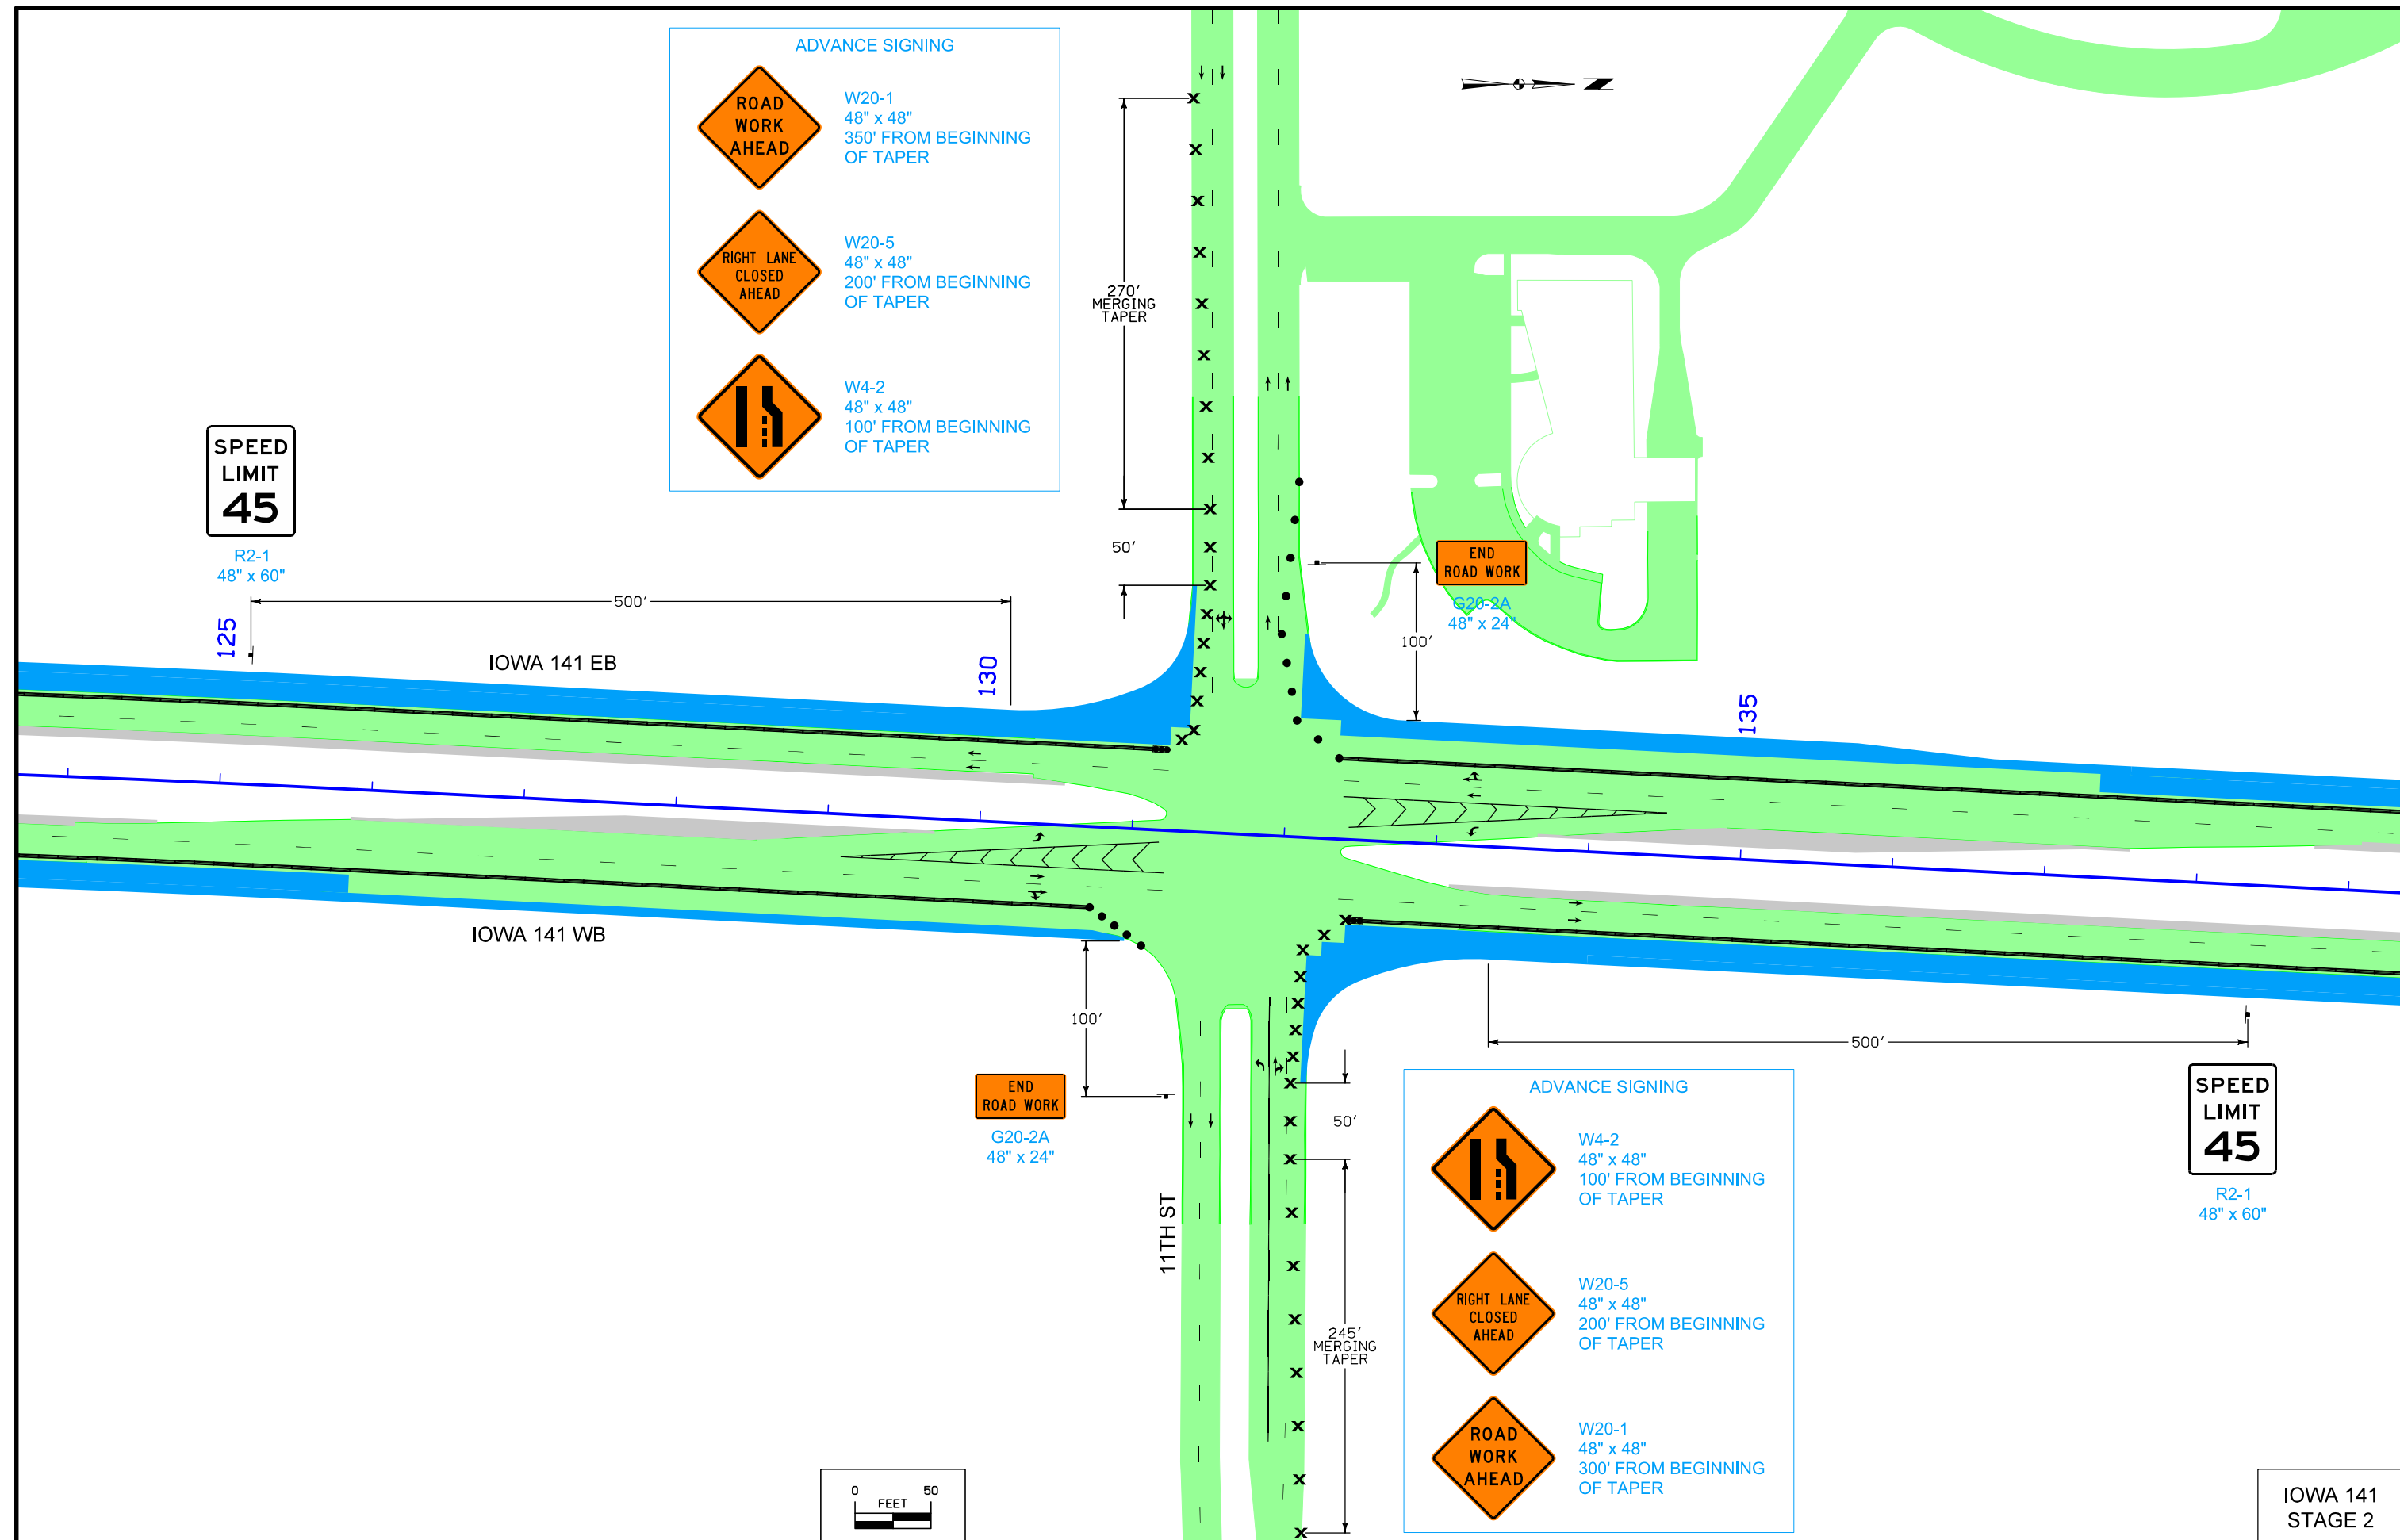 ADVANCE SIGNING
ROAD
WORK
AHEAD
W20-1
48" x 48"
350' FROM BEGINNING
OF TAPER
RIGHT LANE
CLOSED
AHEAD
W20-5
48" x 48"
200' FROM BEGINNING
OF TAPER
W4-2
48" x 48"
100' FROM BEGINNING
OF TAPER
N
270'
MERGING
TAPER
50'
SPEED
LIMIT
45
R2-1
48" x 60"
500'
125
IOWA 141 EB
130
END
ROAD WORK
G20-2A
48" x 24"
100'
135
IOWA 141 WB
100'
END
ROAD WORK
G20-2A
48" x 24"
11TH ST
50'
245'
MERGING
TAPER
500'
ADVANCE SIGNING
W4-2
48" x 48"
100' FROM BEGINNING
OF TAPER
RIGHT LANE
CLOSED
AHEAD
W20-5
48" x 48"
200' FROM BEGINNING
OF TAPER
ROAD
WORK
AHEAD
W20-1
48" x 48"
300' FROM BEGINNING
OF TAPER
SPEED
LIMIT
45
R2-1
48" x 60"
0 50
FEET
IOWA 141
STAGE 2